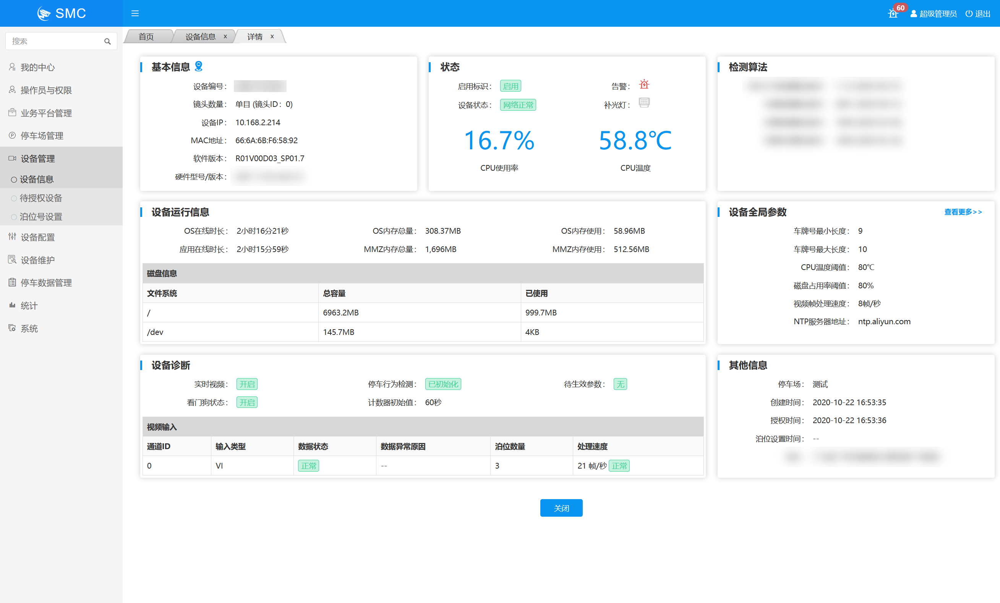 SMC
60
超级管理员
退出
搜索
我的中心
操作员与权限
业务平台管理
停车场管理
设备管理
设备信息
待授权设备
泊位号设置
设备配置
设备维护
停车数据管理
统计
系统
首页
设备信息 x
详情 x
基本信息
设备编号：
镜头数量： 单目 (镜头ID：0)
设备IP： 10.168.2.214
MAC地址： 66:6A:6B:F6:58:92
软件版本： R01V00D03_SP01.7
硬件型号/版本：
状态
启用标识： 启用
告警：
设备状态： 网络正常
补光灯：
16.7%
CPU使用率
58.8℃
CPU温度
检测算法
设备运行信息
OS在线时长： 2小时16分21秒
OS内存总量： 308.37MB
OS内存使用： 58.96MB
应用在线时长： 2小时15分59秒
MMZ内存总量： 1,696MB
MMZ内存使用： 512.56MB
磁盘信息
文件系统 总容量 已使用
/ 6963.2MB 999.7MB
/dev 145.7MB 4KB
设备全局参数
查看更多>>
车牌号最小长度： 9
车牌号最大长度： 10
CPU温度阈值： 80℃
磁盘占用率阈值： 80%
视频帧处理速度： 8帧/秒
NTP服务器地址： ntp.aliyun.com
设备诊断
实时视频： 开启
停车行为检测： 已初始化
待生效参数： 无
看门狗状态： 开启
计数器初始值： 60秒
视频输入
通道ID 输入类型 数据状态 数据异常原因 泊位数量 处理速度
0 VI 正常 -- 3 21 帧/秒 正常
其他信息
停车场： 测试
创建时间： 2020-10-22 16:53:35
授权时间： 2020-10-22 16:53:36
泊位设置时间： --
关闭